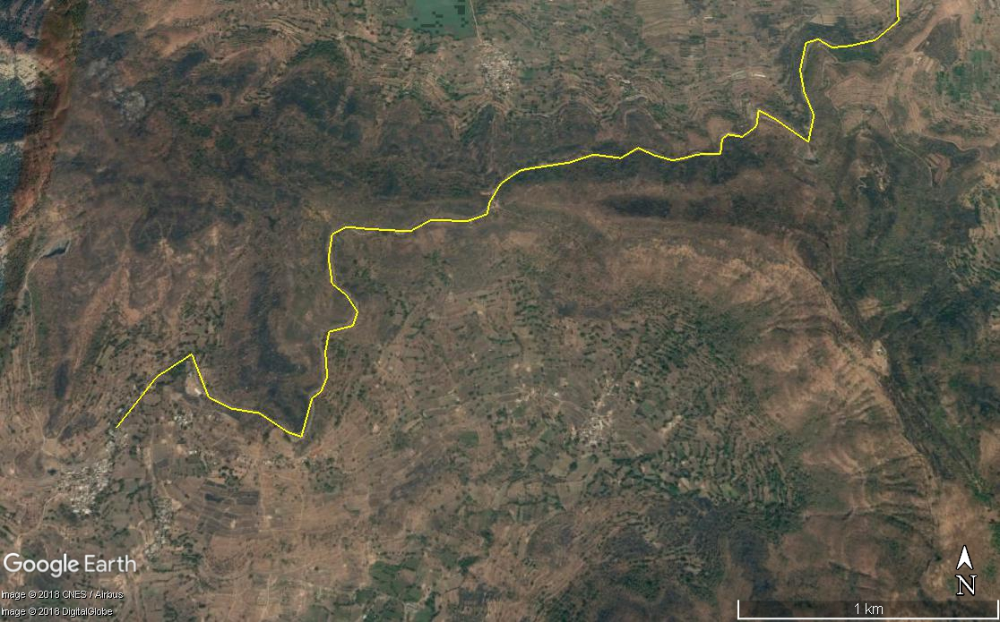 Google Earth
Image © 2018 CNES / Airbus
Image © 2018 DigitalGlobe
1 km
N